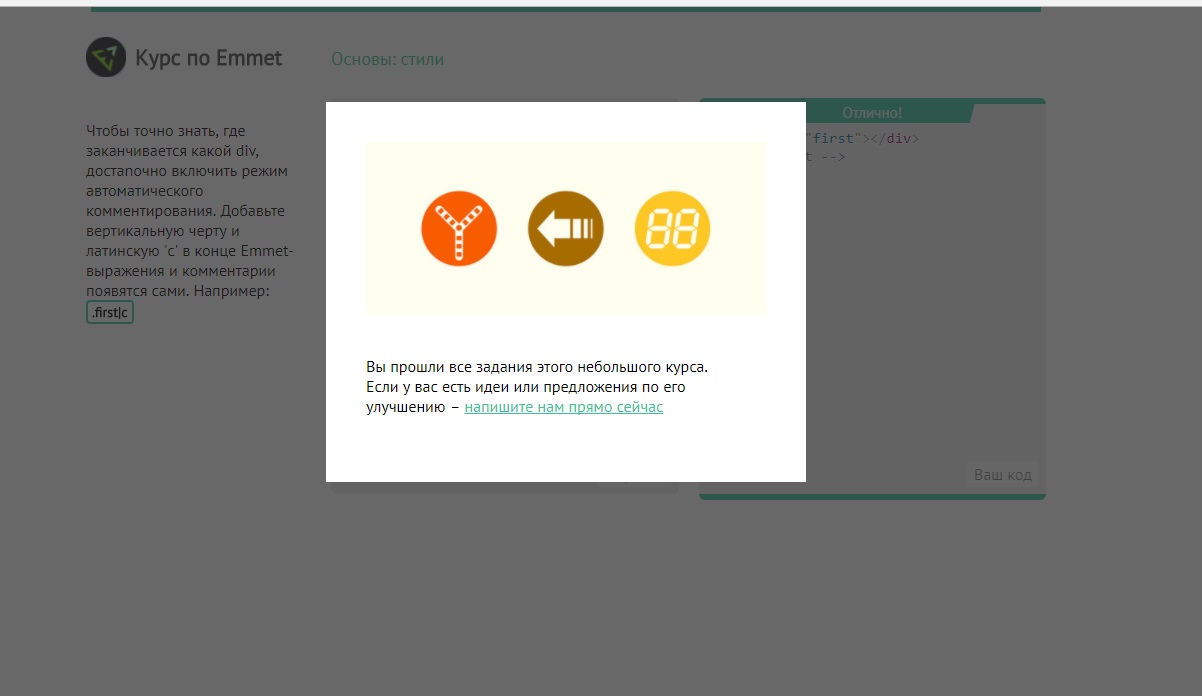 Курс по Emmet
Основы: стили
Чтобы точно знать, где
заканчивается какой div,
достапочно включить режим
автоматического
комментирования. Добавьте
вертикальную черту и
латинскую 'c' в конце Emmet-
выражения и комментарии
появятся сами. Например:
.first|c
Отлично!
"first"></div>
t -->
88
Вы прошли все задания этого небольшого курса.
Если у вас есть идеи или предложения по его
улучшению – напишите нам прямо сейчас
Ваш код